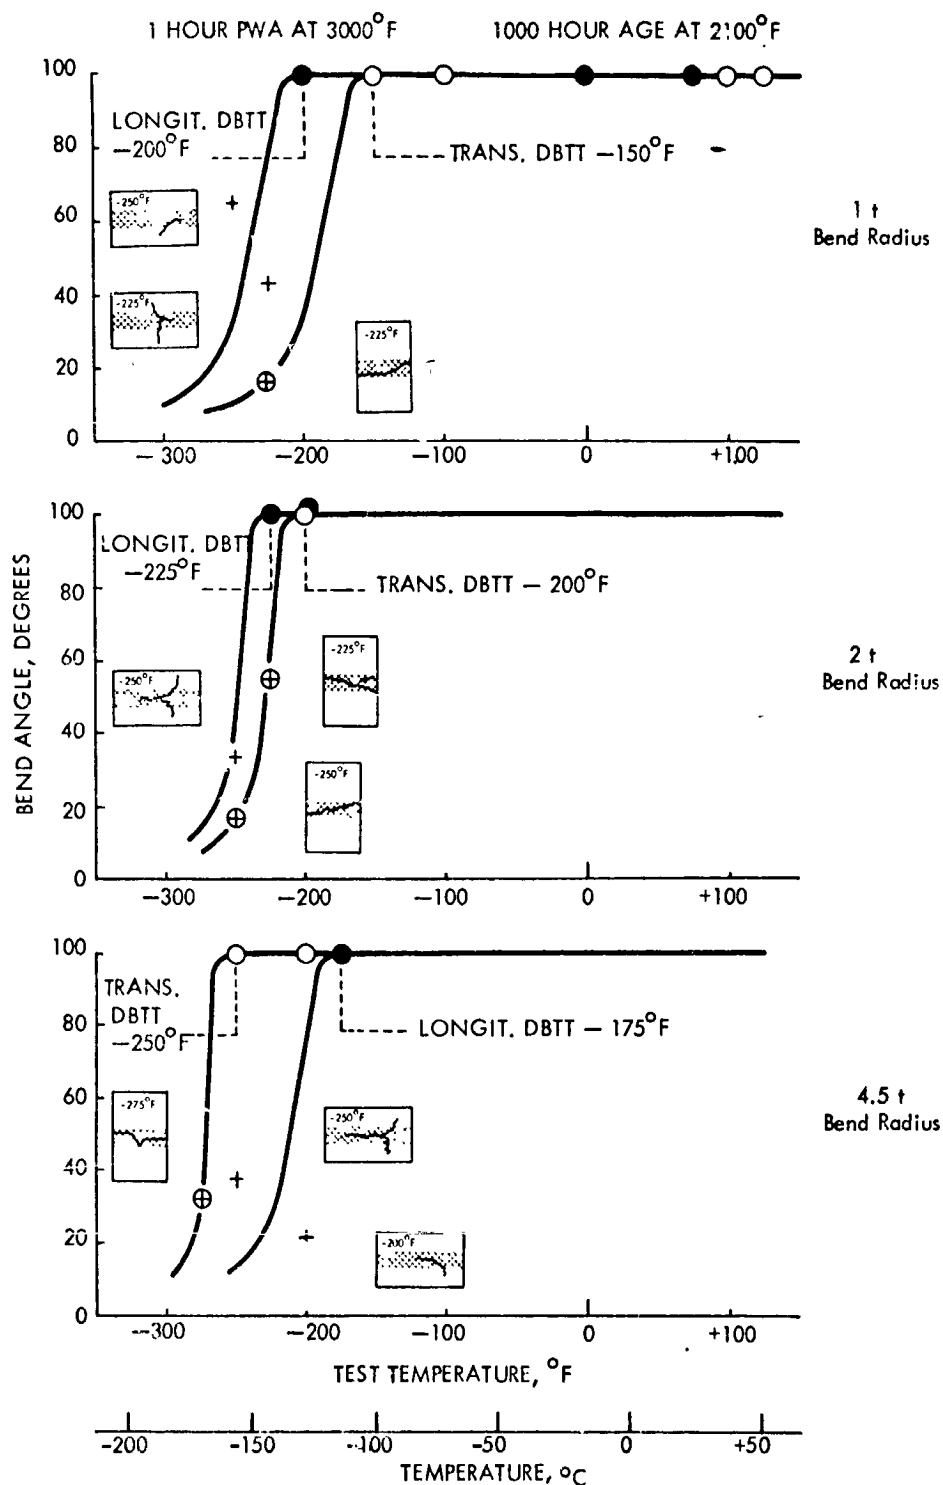 1 HOUR PWA AT 3000°F 1000 HOUR AGE AT 2100°F
100
80
60
40
20
0
LONGIT. DBTT
—200°F
TRANS. DBTT —150°F
-250°F
-225°F
-225°F
1 t
Bend Radius
—300 —200 —100 0 +100
BEND ANGLE, DEGREES
100
80
60
40
20
0
LONGIT. DBTT
—225°F
TRANS. DBTT — 200°F
-250°F
-225°F
-250°F
2 t
Bend Radius
—300 —200 —100 0 +100
100
80
60
40
20
0
TRANS.
DBTT
—250°F
LONGIT. DBTT — 175°F
-275°F
-250°F
-200°F
4.5 t
Bend Radius
—300 —200 —100 0 +100
TEST TEMPERATURE, °F
-200 -150 -100 -50 0 +50
TEMPERATURE, °C